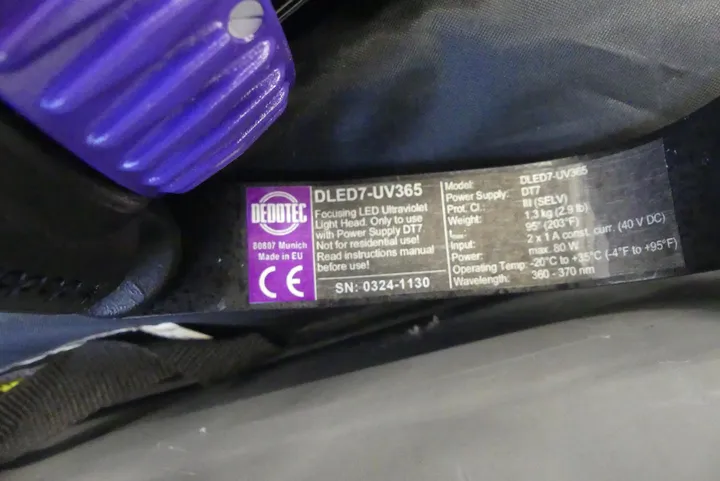 DEDOTEC
80807 Munich
Made in EU
CE
DLED7-UV365
Focusing LED Ultraviolet
Light Head. Only to use
with Power Supply DT7
Not for residential use!
Read instructions manual
before use!
SN: 0324-1130
Model: DLED7-UV365
Power Supply: DT7
Prot. Cl.: III (SELV)
Weight: 1,3 kg (2.9 lb)
95° (203°F)
Input: 2 x 1 A const. curr. (40 V DC)
Power: max. 80 W
Operating Temp: -20°C to +35°C (-4°F to +95°F)
Wavelength: 360 - 370 nm